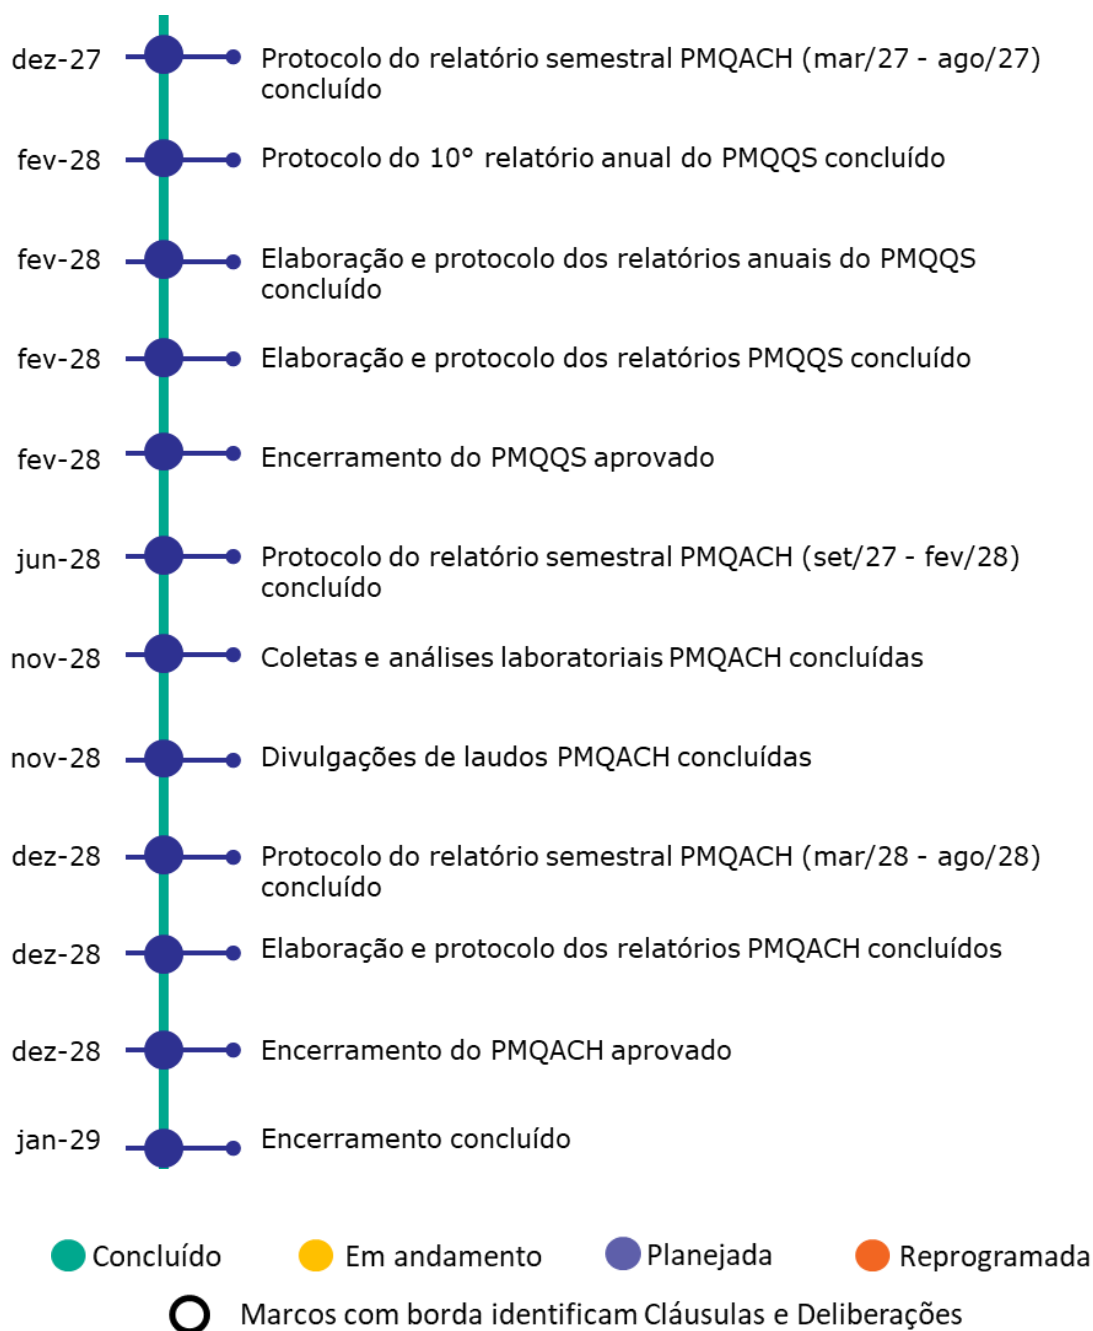 dez-27 Protocolo do relatório semestral PMQACH (mar/27 - ago/27)
concluído
fev-28 Protocolo do 10° relatório anual do PMQQS concluído
fev-28 Elaboração e protocolo dos relatórios anuais do PMQQS
concluído
fev-28 Elaboração e protocolo dos relatórios PMQQS concluído
fev-28 Encerramento do PMQQS aprovado
jun-28 Protocolo do relatório semestral PMQACH (set/27 - fev/28)
concluído
nov-28 Coletas e análises laboratoriais PMQACH concluídas
nov-28 Divulgações de laudos PMQACH concluídas
dez-28 Protocolo do relatório semestral PMQACH (mar/28 - ago/28)
concluído
dez-28 Elaboração e protocolo dos relatórios PMQACH concluídos
dez-28 Encerramento do PMQACH aprovado
jan-29 Encerramento concluído
Concluído Em andamento Planejada Reprogramada
Marcos com borda identificam Cláusulas e Deliberações